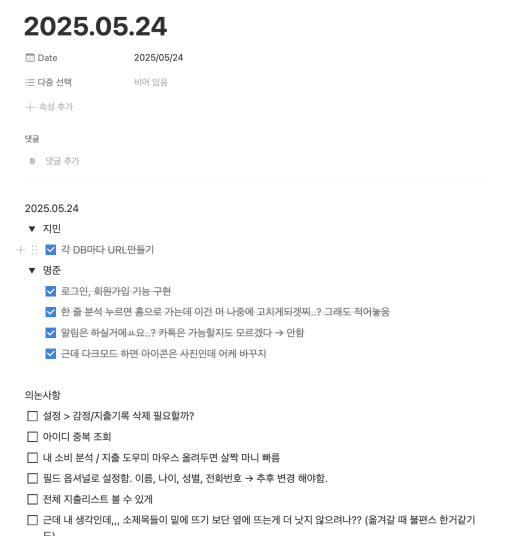 2025.05.24
Date 2025/05/24
다중 선택 비어 있음
속성 추가
댓글
댓글 추가
2025.05.24
지민
각 DB마다 URL만들기
명준
로그인, 회원가입 기능 구현
한 줄 분석 누르면 홈으로 가는데 이건 머 나중에 고치게되겟찌..? 그래도 적어놓움
알림은 하실거에ㅛ요..? 카톡은 가능할지도 모르겠다 → 안함
근데 다크모드 하면 아이콘은 사진인데 어케 바꾸지
의논사항
설정 > 감정/지출기록 삭제 필요할까?
아이디 중복 조회
내 소비 분석 / 지출 도우미 마우스 올려두면 살짝 마니 빠름
필드 옵셔널로 설정함. 이름, 나이, 성별, 전화번호 → 추후 변경 해야함.
전체 지출리스트 볼 수 있게
근데 내 생각인데,,, 소제목들이 밑에 뜨기 보단 옆에 뜨는게 더 낫지 않으려나?? (옮겨갈 때 불편스 한거같기